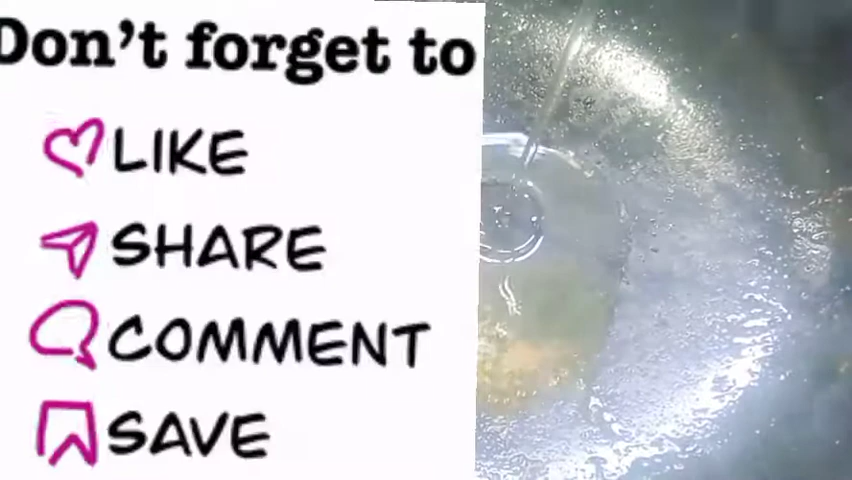 Don't forget to
LIKE
SHARE
COMMENT
SAVE